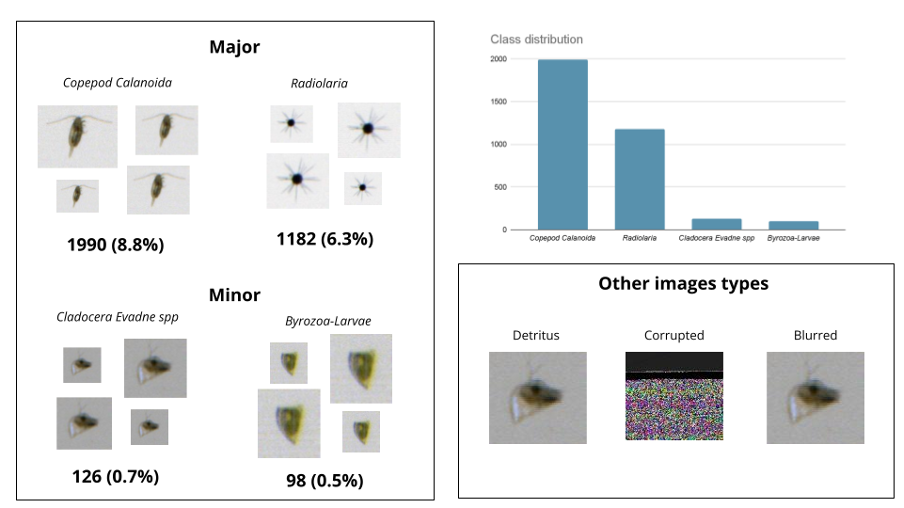 Major
Copepod Calanoida
Radiolaria
1990 (8.8%)
1182 (6.3%)
Minor
Cladocera Evadne spp
Byrozoa-Larvae
126 (0.7%)
98 (0.5%)
Class distribution
2000
1500
1000
500
0
Copepod Calanoida
Radiolaria
Cladocera Evadne spp
Byrozoa-Larvae
Other images types
Detritus
Corrupted
Blurred